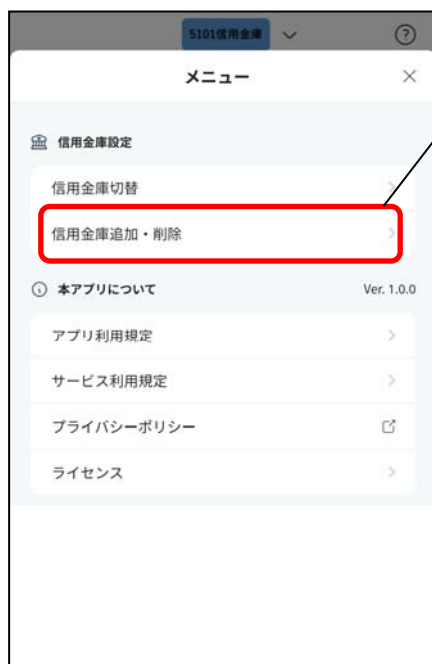 5101信用金庫
メニュー
信用金庫設定
信用金庫切替
信用金庫追加・削除
本アプリについて Ver. 1.0.0
アプリ利用規定
サービス利用規定
プライバシーポリシー
ライセンス